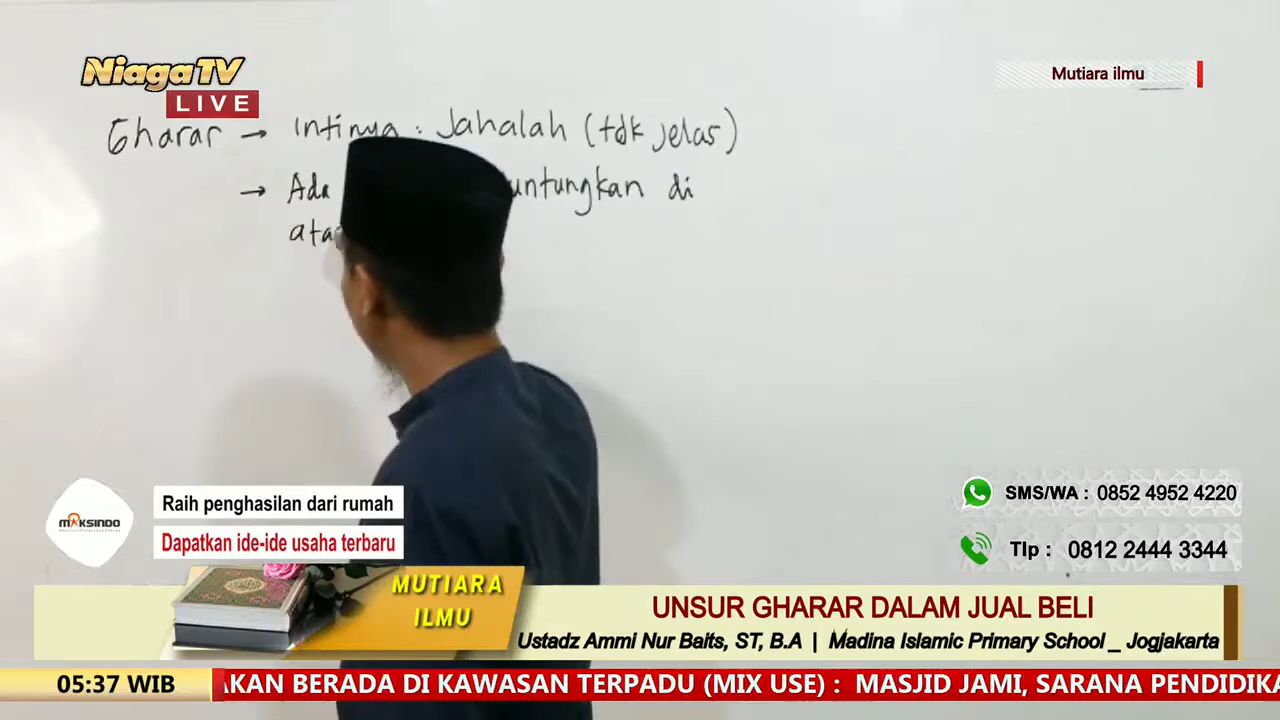 NiagaTV
LIVE
Mutiara ilmu
Gharar → Intinya : Jahalah (tdk jelas)
→ Ada untungkan di
MAKSINDO
Raih penghasilan dari rumah
Dapatkan ide-ide usaha terbaru
SMS/WA : 0852 4952 4220
Tlp : 0812 2444 3344
MUTIARA
ILMU
UNSUR GHARAR DALAM JUAL BELI
Ustadz Ammi Nur Baits, ST, B.A | Madina Islamic Primary School _ Jogjakarta
05:37 WIB
AKAN BERADA DI KAWASAN TERPADU (MIX USE) : MASJID JAMI, SARANA PENDIDIKA